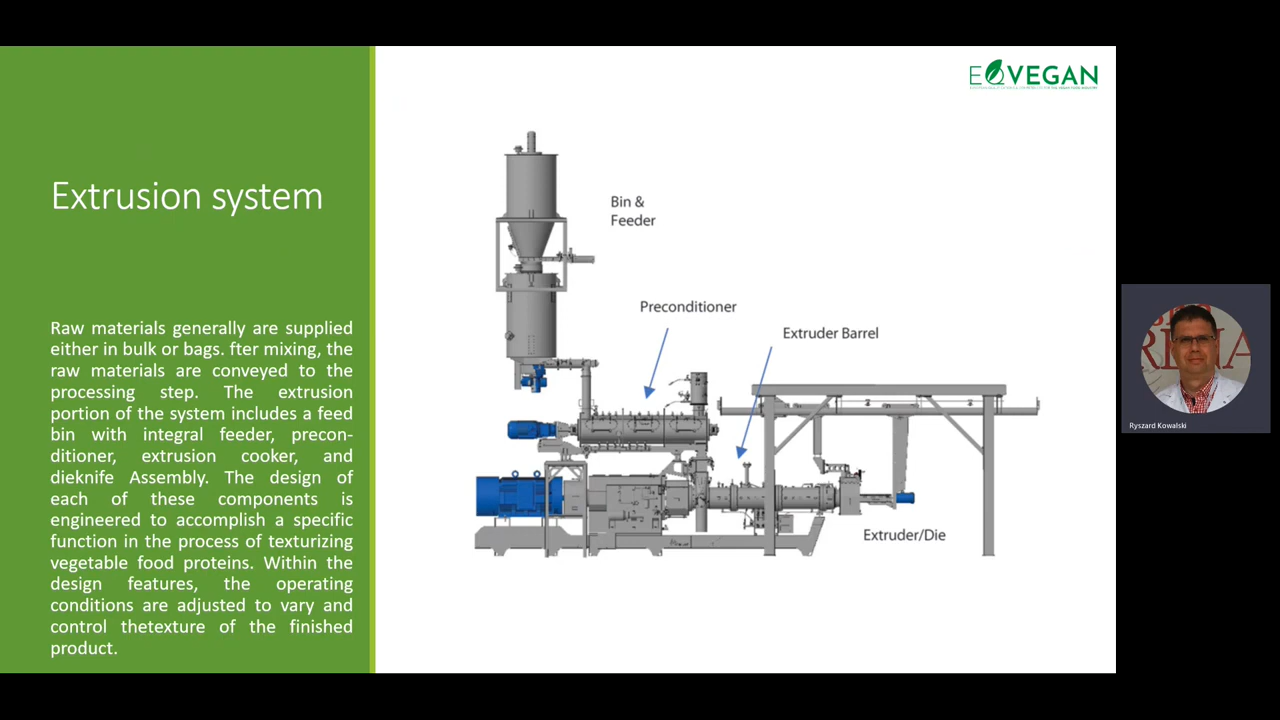 EQVEGAN
Extrusion system
Bin &
Feeder
Preconditioner
Extruder Barrel
Extruder/Die
Raw materials generally are supplied
either in bulk or bags. fter mixing, the
raw materials are conveyed to the
processing step. The extrusion
portion of the system includes a feed
bin with integral feeder, precon-
ditioner, extrusion cooker, and
dieknife Assembly. The design of
each of these components is
engineered to accomplish a specific
function in the process of texturizing
vegetable food proteins. Within the
design features, the operating
conditions are adjusted to vary and
control thetexture of the finished
product.
Ryszard Kowalski